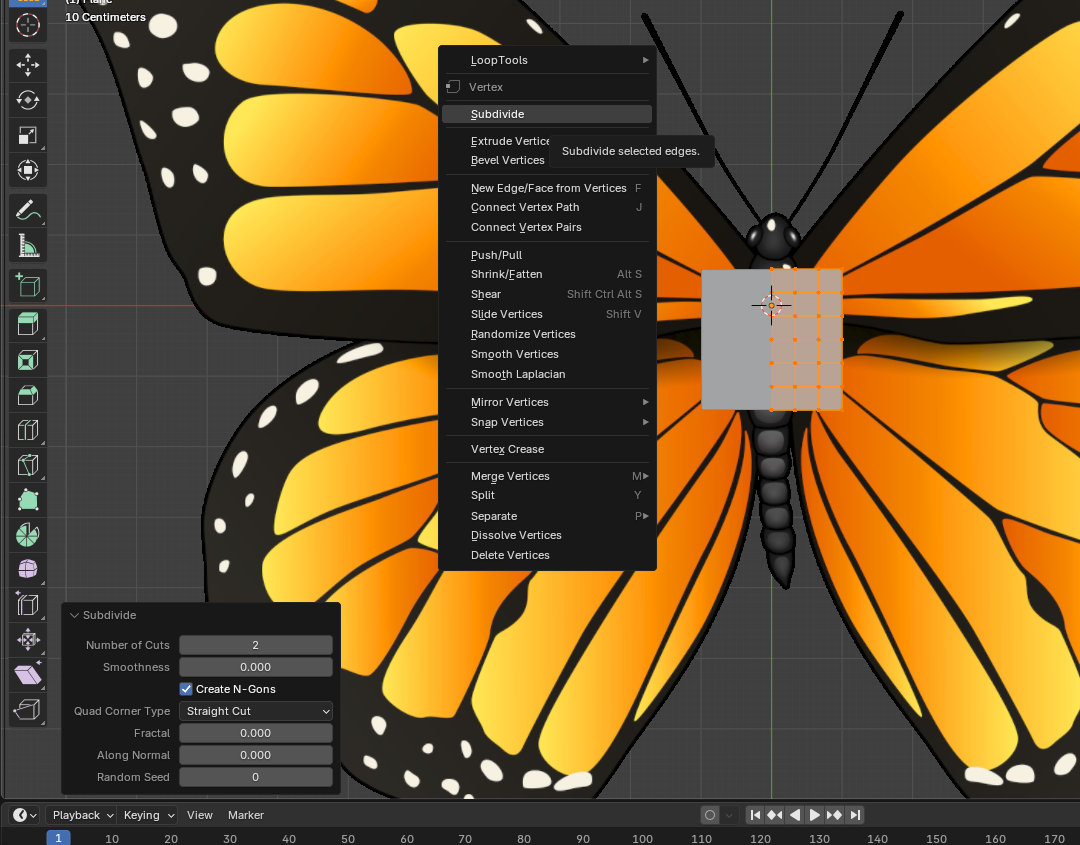 (1) Plane
10 Centimeters
LoopTools
Vertex
Subdivide
Extrude Vertice
Subdivide selected edges.
Bevel Vertices
New Edge/Face from Vertices F
Connect Vertex Path J
Connect Vertex Pairs
Push/Pull
Shrink/Fatten Alt S
Shear Shift Ctrl Alt S
Slide Vertices Shift V
Randomize Vertices
Smooth Vertices
Smooth Laplacian
Mirror Vertices
Snap Vertices
Vertex Crease
Merge Vertices M
Split Y
Separate P
Dissolve Vertices
Delete Vertices
Subdivide
Number of Cuts 2
Smoothness 0.000
Create N-Gons
Quad Corner Type Straight Cut
Fractal 0.000
Along Normal 0.000
Random Seed 0
Playback Keying View Marker
1 10 20 30 40 50 60 70 80 90 100 110 120 130 140 150 160 170